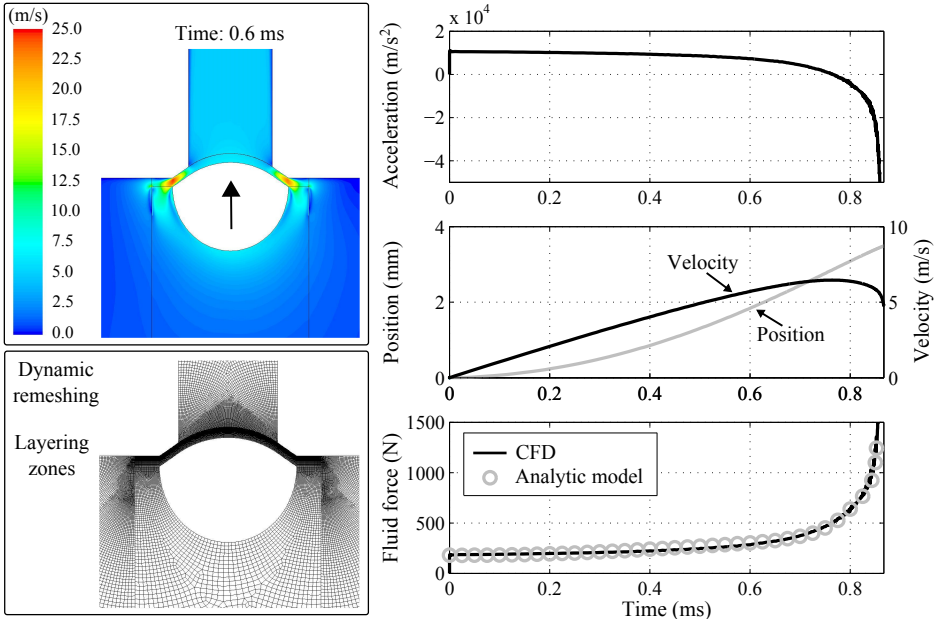 (m/s)
25.0
22.5
20.0
17.5
15.0
12.5
10.0
7.5
5.0
2.5
0.0
Time: 0.6 ms
Dynamic
remeshing
Layering
zones
x 10⁴
Acceleration (m/s²)
2
0
−2
−4
0
0.2
0.4
0.6
0.8
Position (mm)
4
2
0
Velocity
Position
10
5
0
Velocity (m/s)
0
0.2
0.4
0.6
0.8
Fluid force (N)
1500
1000
500
0
CFD
Analytic model
0
0.2
0.4
0.6
0.8
Time (ms)